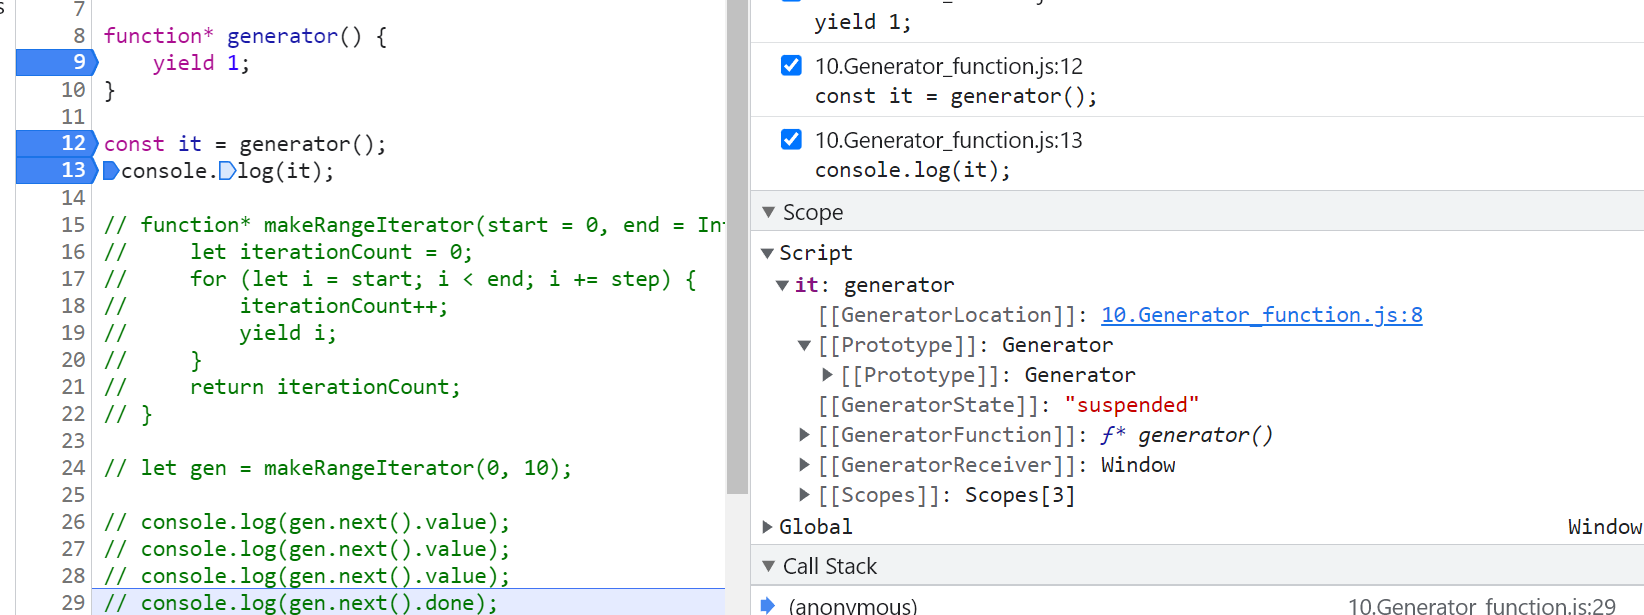 7
8 function* generator() {
9 yield 1;
10 }
11
12 const it = generator();
13 console.log(it);
14
15 // function* makeRangeIterator(start = 0, end = In
16 // let iterationCount = 0;
17 // for (let i = start; i < end; i += step) {
18 // iterationCount++;
19 // yield i;
20 // }
21 // return iterationCount;
22 // }
23
24 // let gen = makeRangeIterator(0, 10);
25
26 // console.log(gen.next().value);
27 // console.log(gen.next().value);
28 // console.log(gen.next().value);
29 // console.log(gen.next().done);
yield 1;
10.Generator_function.js:12
const it = generator();
10.Generator_function.js:13
console.log(it);
Scope
Script
it: generator
[[GeneratorLocation]]: 10.Generator_function.js:8
[[Prototype]]: Generator
[[Prototype]]: Generator
[[GeneratorState]]: "suspended"
[[GeneratorFunction]]: ƒ* generator()
[[GeneratorReceiver]]: Window
[[Scopes]]: Scopes[3]
Global Window
Call Stack
(anonymous) 10.Generator_function.js:29